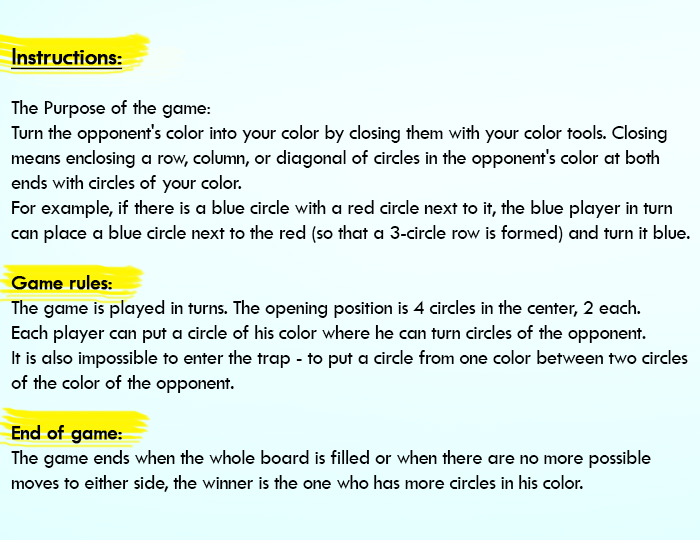 Instructions:
The Purpose of the game:
Turn the opponent's color into your color by closing them with your color tools. Closing
means enclosing a row, column, or diagonal of circles in the opponent's color at both
ends with circles of your color.
For example, if there is a blue circle with a red circle next to it, the blue player in turn
can place a blue circle next to the red (so that a 3-circle row is formed) and turn it blue.
Game rules:
The game is played in turns. The opening position is 4 circles in the center, 2 each.
Each player can put a circle of his color where he can turn circles of the opponent.
It is also impossible to enter the trap - to put a circle from one color between two circles
of the color of the opponent.
End of game:
The game ends when the whole board is filled or when there are no more possible
moves to either side, the winner is the one who has more circles in his color.